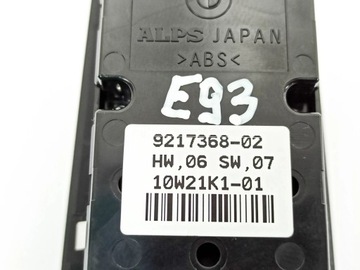 ALPS JAPAN
>ABS<
E93
9217368-02
HW,06 SW,07
10W21K1-01